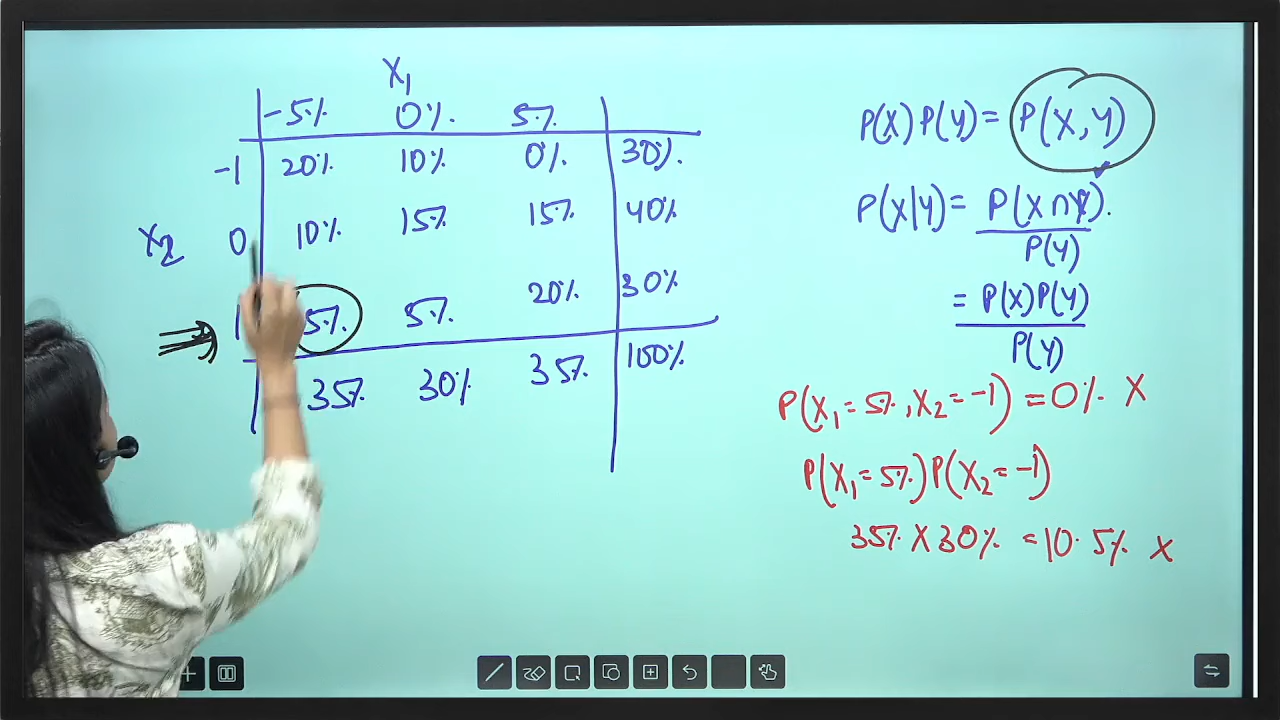 X₁
-5% 0% 5%
-1 20% 10% 0% 30%.
X₂ 0 10% 15% 15% 40%
1 5%. 5% 20% 30%
35% 30% 35% 100%
P(X) P(Y) = P(X, Y)
P(X|Y) = P(X ∩ Y).
P(Y)
= P(X)P(Y)
P(Y)
P(X₁ = 5%, X₂ = -1) = 0% X
P(X₁ = 5%) P(X₂ = -1)
35% X 30% = 10.5% X